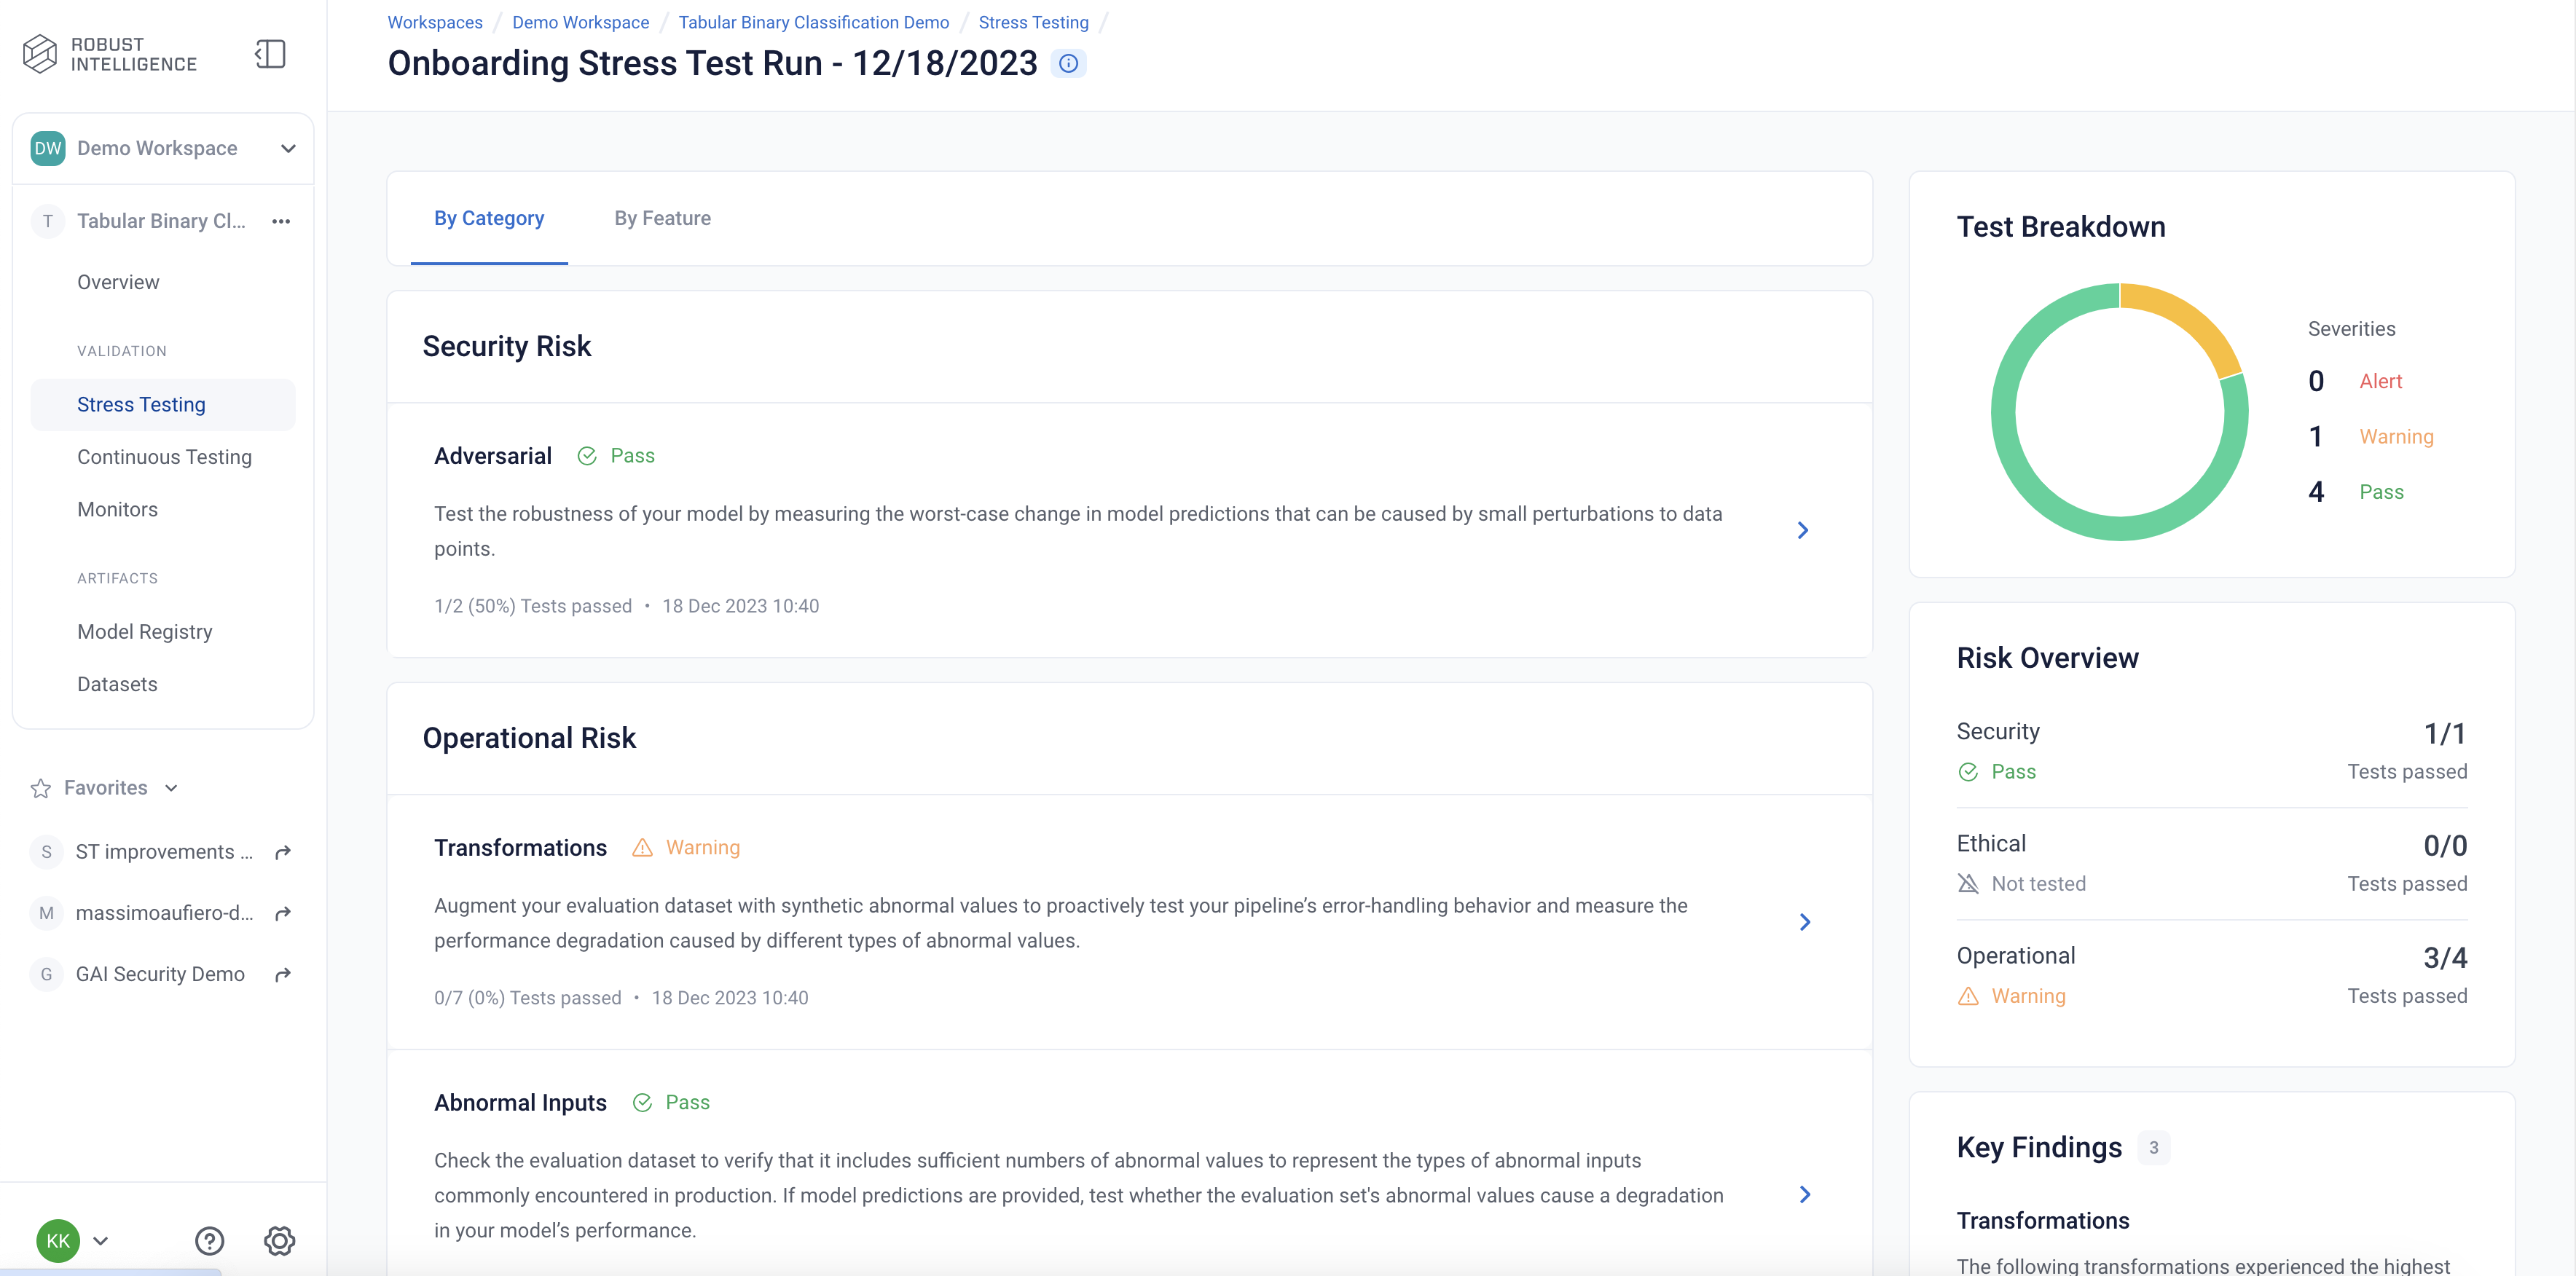 ROBUST
INTELLIGENCE
DW Demo Workspace
T Tabular Binary Cl...
Overview
VALIDATION
Stress Testing
Continuous Testing
Monitors
ARTIFACTS
Model Registry
Datasets
Favorites
S ST improvements ...
M massimoaufiero-d...
G GAI Security Demo
KK
Workspaces / Demo Workspace / Tabular Binary Classification Demo / Stress Testing /
Onboarding Stress Test Run - 12/18/2023
By Category By Feature
Security Risk
Adversarial Pass
Test the robustness of your model by measuring the worst-case change in model predictions that can be caused by small perturbations to data
points.
1/2 (50%) Tests passed • 18 Dec 2023 10:40
Operational Risk
Transformations Warning
Augment your evaluation dataset with synthetic abnormal values to proactively test your pipeline’s error-handling behavior and measure the
performance degradation caused by different types of abnormal values.
0/7 (0%) Tests passed • 18 Dec 2023 10:40
Abnormal Inputs Pass
Check the evaluation dataset to verify that it includes sufficient numbers of abnormal values to represent the types of abnormal inputs
commonly encountered in production. If model predictions are provided, test whether the evaluation set's abnormal values cause a degradation
in your model’s performance.
Test Breakdown
Severities
0 Alert
1 Warning
4 Pass
Risk Overview
Security 1/1
Pass Tests passed
Ethical 0/0
Not tested Tests passed
Operational 3/4
Warning Tests passed
Key Findings 3
Transformations
The following transformations experienced the highest